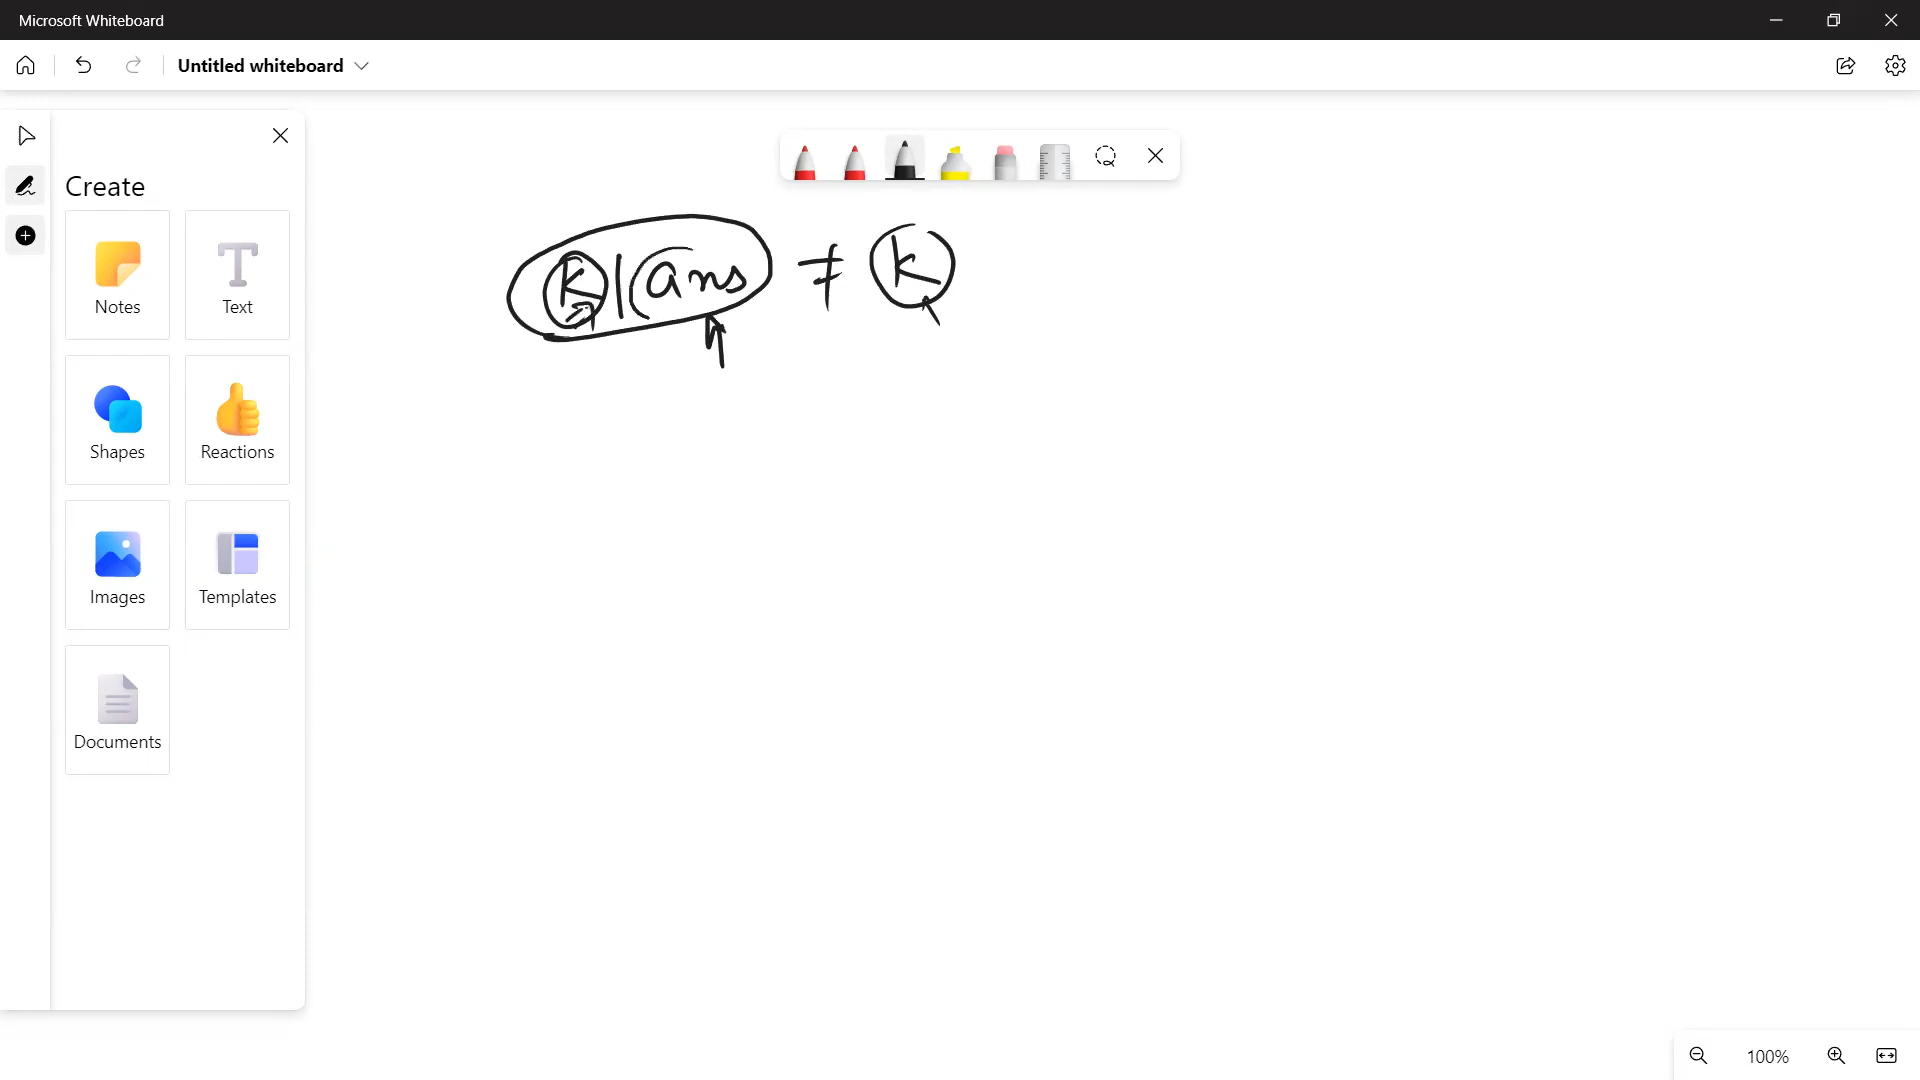 Microsoft Whiteboard
Untitled whiteboard
Create
Notes
Text
Shapes
Reactions
Images
Templates
Documents
k|(ans ≠ k
100%